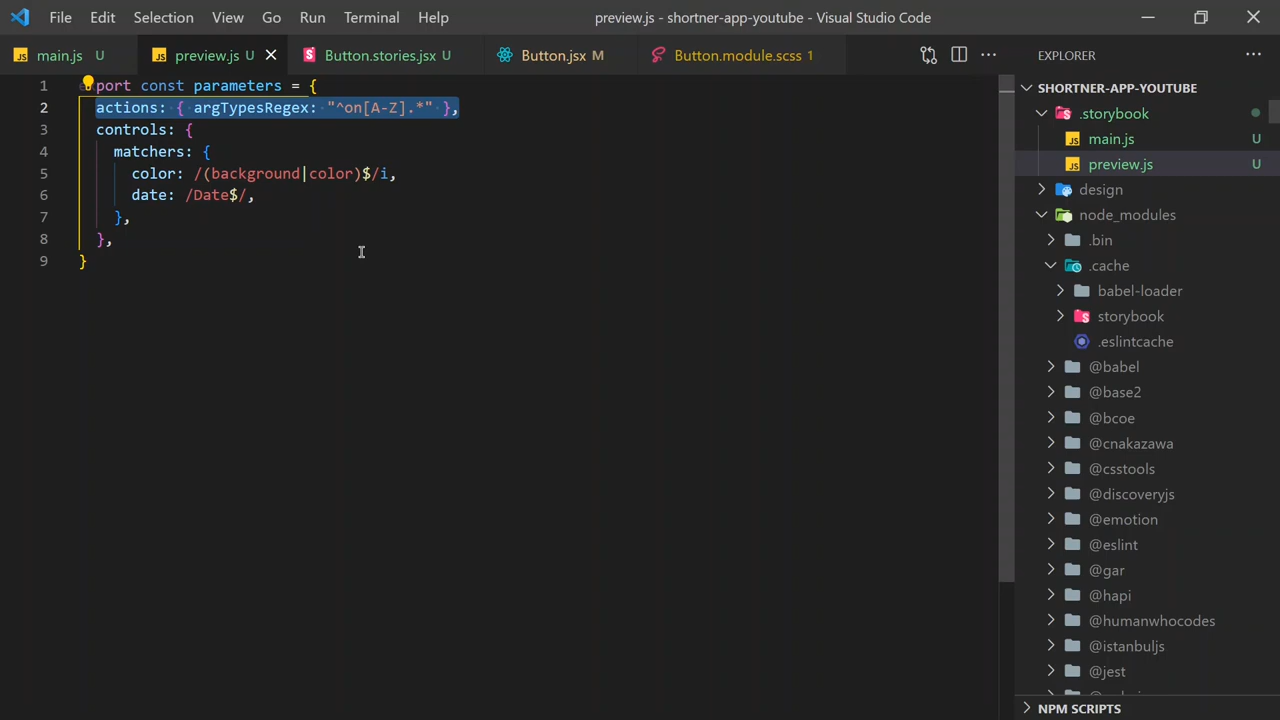 File Edit Selection View Go Run Terminal Help preview.js - shortner-app-youtube - Visual Studio Code
JS main.js U JS preview.js U Button.stories.jsx U Button.jsx M Button.module.scss 1 EXPLORER
1 port const parameters = {
2 actions: { argTypesRegex: "^on[A-Z].*" },
3 controls: {
4 matchers: {
5 color: /(background|color)$/i,
6 date: /Date$/,
7 },
8 },
9 }
SHORTNER-APP-YOUTUBE
.storybook
JS main.js U
JS preview.js U
design
node_modules
.bin
.cache
babel-loader
storybook
.eslintcache
@babel
@base2
@bcoe
@cnakazawa
@csstools
@discoveryjs
@emotion
@eslint
@gar
@hapi
@humanwhocodes
@istanbuljs
@jest
NPM SCRIPTS